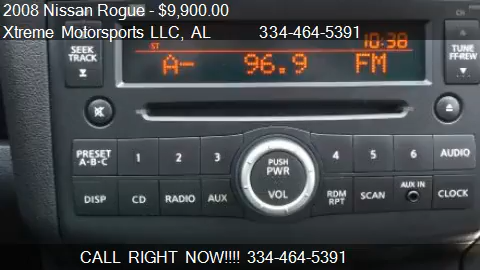 2008 Nissan Rogue - $9,900.00
Xtreme Motorsports LLC, AL 334-464-5391
SEEK TRACK
ST 10:38
A- 96.9 FM
CH
TUNE
FF·REW
PRESET
A·B·C
1 2 3
PUSH
PWR
VOL
4 5 6 AUDIO
DISP CD RADIO AUX
RDM
RPT
SCAN AUX IN CLOCK
CALL RIGHT NOW!!!! 334-464-5391